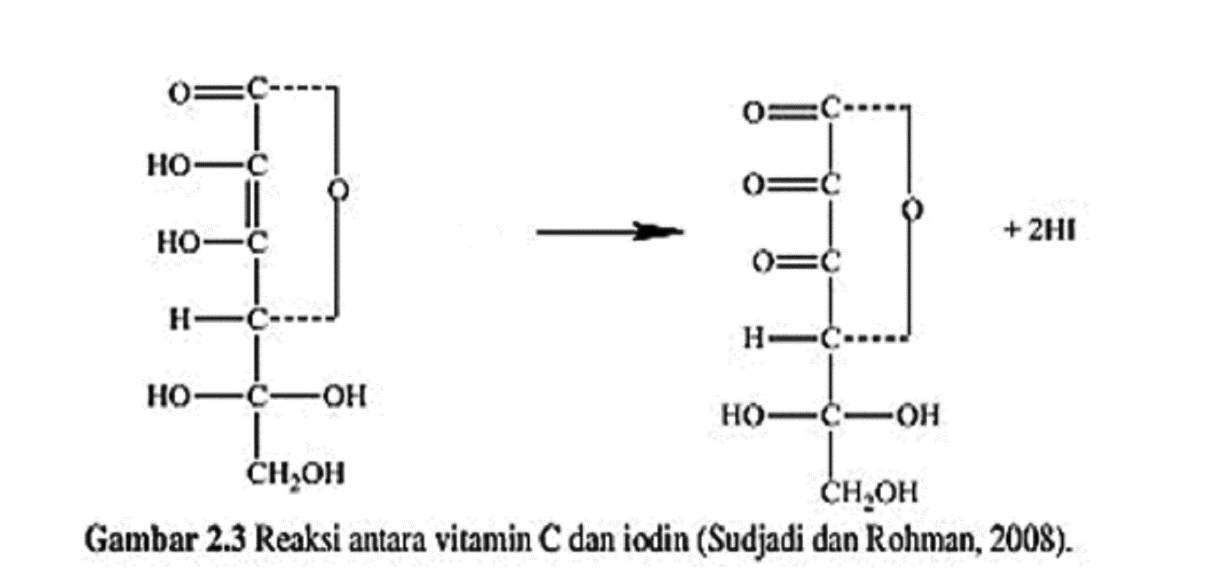 O=C
HO—C
HO—C
O
H—C
HO—C—OH
CH₂OH
O=C
O=C
O=C
O
H—C
HO—C—OH
CH₂OH
+ 2HI
Gambar 2.3 Reaksi antara vitamin C dan iodin (Sudjadi dan Rohman, 2008).